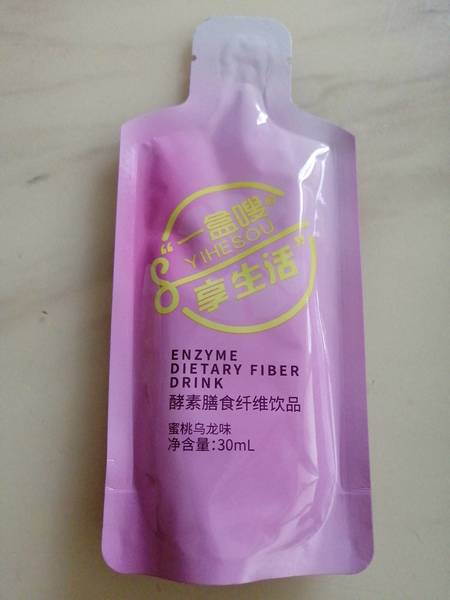 “一盒嗖®
YIHESOU
享生活”
ENZYME
DIETARY FIBER
DRINK
酵素膳食纤维饮品
蜜桃乌龙味
净含量:30mL